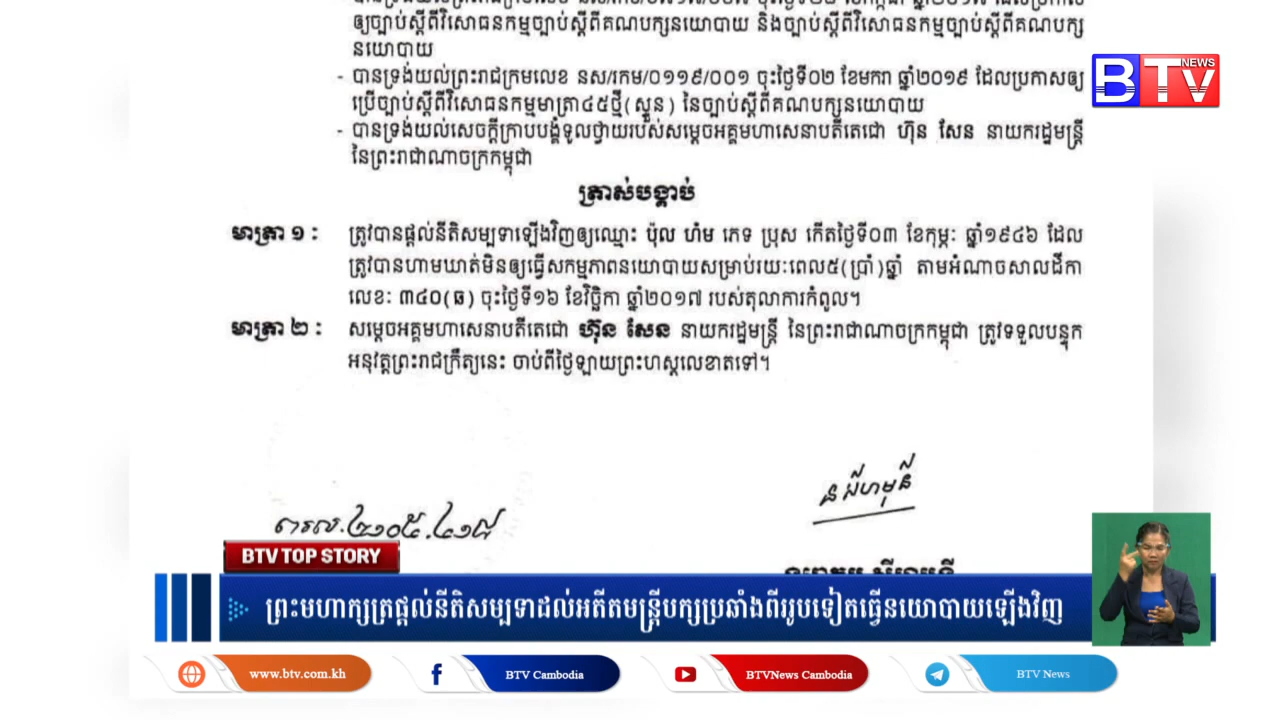 ឲ្យច្បាប់ស្ដីពីវិសោធនកម្មច្បាប់ស្ដីពីគណបក្សនយោបាយ និងច្បាប់ស្ដីពីវិសោធនកម្មច្បាប់ស្ដីពីគណបក្ស
នយោបាយ
- បានទ្រង់យល់ព្រះរាជក្រមលេខ នស/រកម/០១១៩/០០១ ចុះថ្ងៃទី០២ ខែមករា ឆ្នាំ២០១៩ ដែលប្រកាសឲ្យ
ប្រើច្បាប់ស្ដីពីវិសោធនកម្មមាត្រា៤៥ថ្មី(ស្ទួន) នៃច្បាប់ស្ដីពីគណបក្សនយោបាយ
- បានទ្រង់យល់សេចក្ដីក្រាបបង្គំទូលថ្វាយរបស់សម្ដេចអគ្គមហាសេនាបតីតេជោ ហ៊ុន សែន នាយករដ្ឋមន្ត្រី
នៃព្រះរាជាណាចក្រកម្ពុជា
ត្រាស់បង្គាប់
មាត្រា ១ : ត្រូវបានផ្ដល់នីតិសម្បទាឡើងវិញឲ្យឈ្មោះ ប៉ុល ហំម ភេទ ប្រុស កើតថ្ងៃទី០៣ ខែកុម្ភៈ ឆ្នាំ១៩៤៦ ដែល
ត្រូវបានហាមឃាត់មិនឲ្យធ្វើសកម្មភាពនយោបាយសម្រាប់រយៈពេល៥(ប្រាំ)ឆ្នាំ តាមអំណាចសាលដីកា
លេខៈ ៣៤០(ធ) ចុះថ្ងៃទី១៦ ខែវិច្ឆិកា ឆ្នាំ២០១៧ របស់តុលាការកំពូល។
មាត្រា ២ : សម្ដេចអគ្គមហាសេនាបតីតេជោ ហ៊ុន សែន នាយករដ្ឋមន្ត្រី នៃព្រះរាជាណាចក្រកម្ពុជា ត្រូវទទួលបន្ទុក
អនុវត្តព្រះរាជក្រឹត្យនេះ ចាប់ពីថ្ងៃឡាយព្រះហស្តលេខាតទៅ។
BTV NEWS
BTV TOP STORY
ព្រះមហាក្សត្រផ្ដល់នីតិសម្បទាដល់អតីតមន្ត្រីបក្សប្រឆាំងពីររូបទៀតធ្វើនយោបាយឡើងវិញ
www.btv.com.kh BTV Cambodia BTVNews Cambodia BTV News